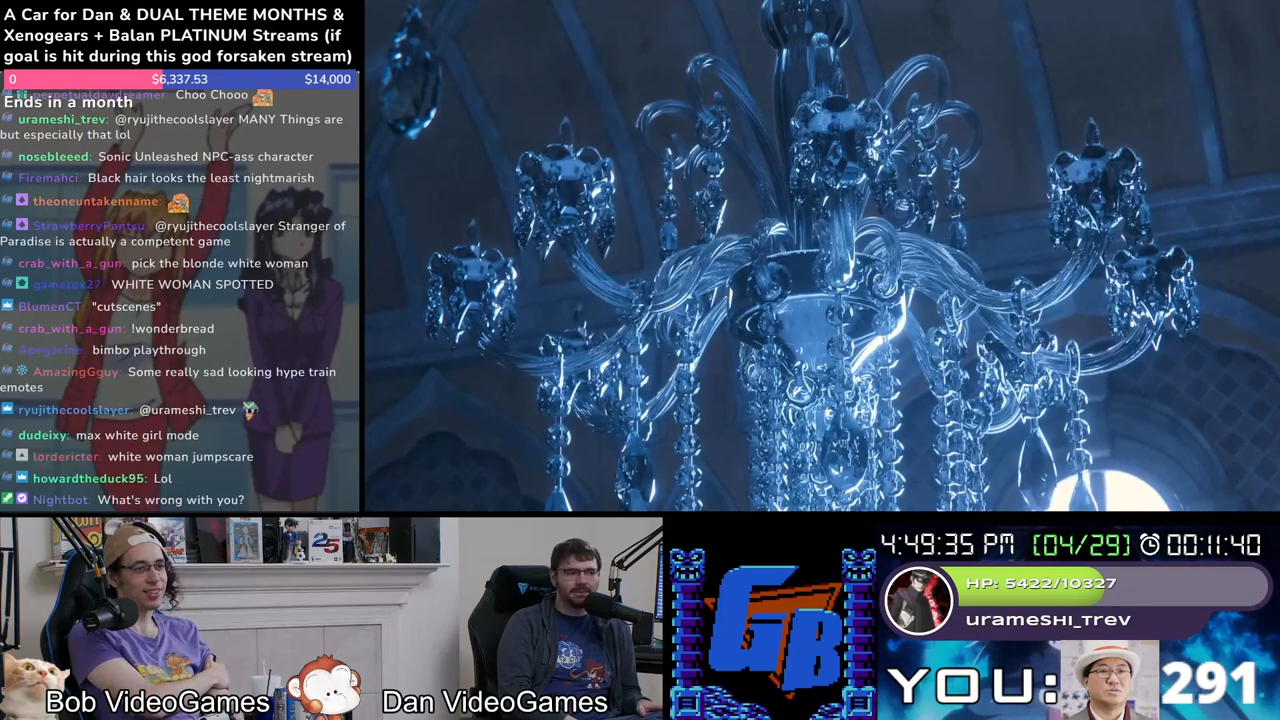 A Car for Dan & DUAL THEME MONTHS &
Xenogears + Balan PLATINUM Streams (if
goal is hit during this god forsaken stream)
0 $6,337.53 $14,000
Ends in a month
perpetualdaydreamer: Choo Chooo
urameshi_trev: @ryujithecoolslayer MANY Things are
but especially that lol
nosebleeed: Sonic Unleashed NPC-ass character
Firemahci: Black hair looks the least nightmarish
theoneuntakenname:
StrawberryPantsu: @ryujithecoolslayer Stranger of
Paradise is actually a competent game
crab_with_a_gun: pick the blonde white woman
gamerex27: WHITE WOMAN SPOTTED
BlumenCT: "cutscenes"
crab_with_a_gun: !wonderbread
Apegacine: bimbo playthrough
AmazingGguy: Some really sad looking hype train
emotes
ryujithecoolslayer: @urameshi_trev
dudeixy: max white girl mode
lordericter: white woman jumpscare
howardtheduck95: Lol
Nightbot: What's wrong with you?
25
Bob VideoGames
Dan VideoGames
GB
4:49:35 PM [04/29] 00:11:40
HP: 5422/10327
urameSHI_Trev
YOU: 291